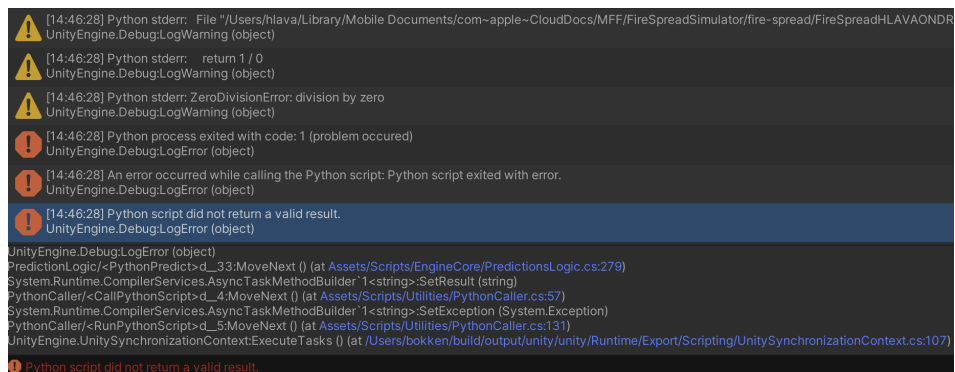 [14:46:28] Python stderr:   File "/Users/hlava/Library/Mobile Documents/com~apple~CloudDocs/MFF/FireSpreadSimulator/fire-spread/FireSpreadHLAVAONDR
UnityEngine.Debug:LogWarning (object)
[14:46:28] Python stderr:     return 1 / 0
UnityEngine.Debug:LogWarning (object)
[14:46:28] Python stderr: ZeroDivisionError: division by zero
UnityEngine.Debug:LogWarning (object)
[14:46:28] Python process exited with code: 1 (problem occured)
UnityEngine.Debug:LogError (object)
[14:46:28] An error occurred while calling the Python script: Python script exited with error.
UnityEngine.Debug:LogError (object)
[14:46:28] Python script did not return a valid result.
UnityEngine.Debug:LogError (object)
UnityEngine.Debug:LogError (object)
PredictionLogic/<PythonPredict>d__33:MoveNext () (at Assets/Scripts/EngineCore/PredictionsLogic.cs:279)
System.Runtime.CompilerServices.AsyncTaskMethodBuilder`1<string>:SetResult (string)
PythonCaller/<CallPythonScript>d__4:MoveNext () (at Assets/Scripts/Utilities/PythonCaller.cs:57)
System.Runtime.CompilerServices.AsyncTaskMethodBuilder`1<string>:SetException (System.Exception)
PythonCaller/<RunPythonScript>d__5:MoveNext () (at Assets/Scripts/Utilities/PythonCaller.cs:131)
UnityEngine.UnitySynchronizationContext:ExecuteTasks () (at /Users/bokken/build/output/unity/unity/Runtime/Export/Scripting/UnitySynchronizationContext.cs:107)
Python script did not return a valid result.